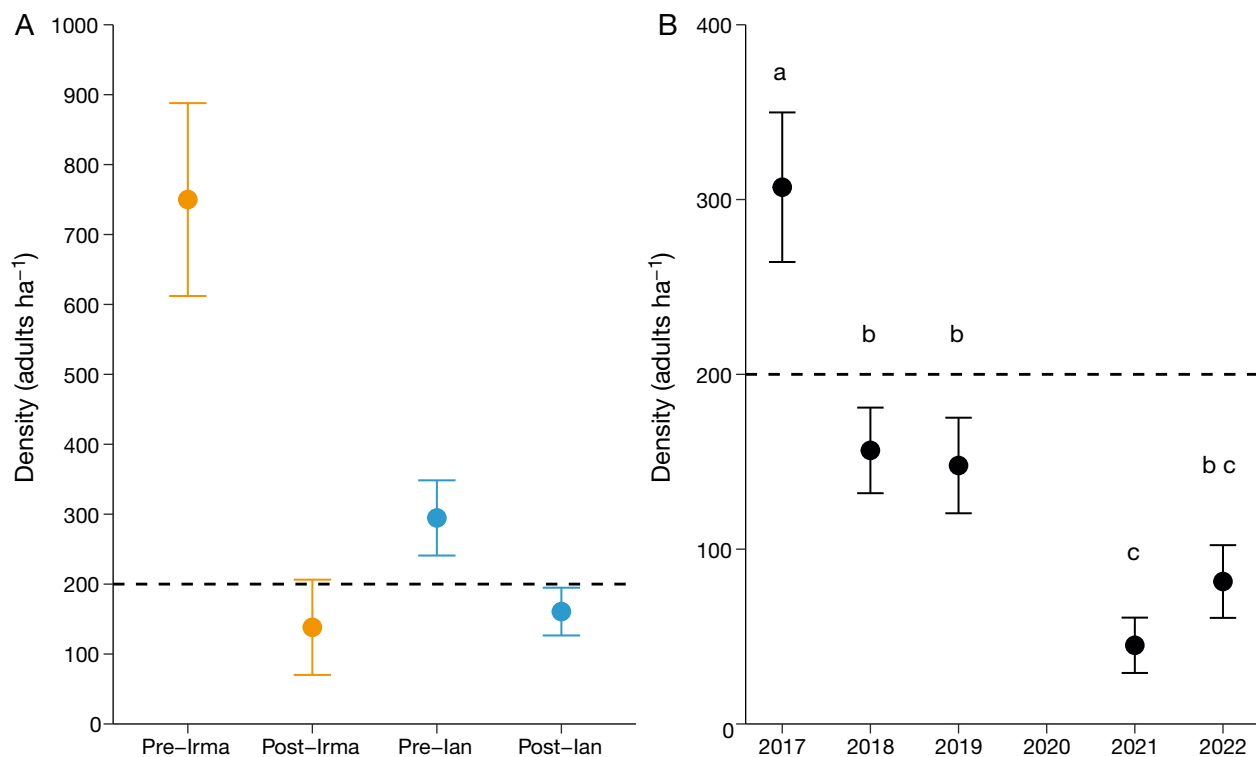 A
Density (adults ha⁻¹)
1000
900
800
700
600
500
400
300
200
100
0
Pre–Irma Post–Irma Pre–Ian Post–Ian
B
Density (adults ha⁻¹)
400
300
200
100
0
a
b b
b c
c
2017 2018 2019 2020 2021 2022